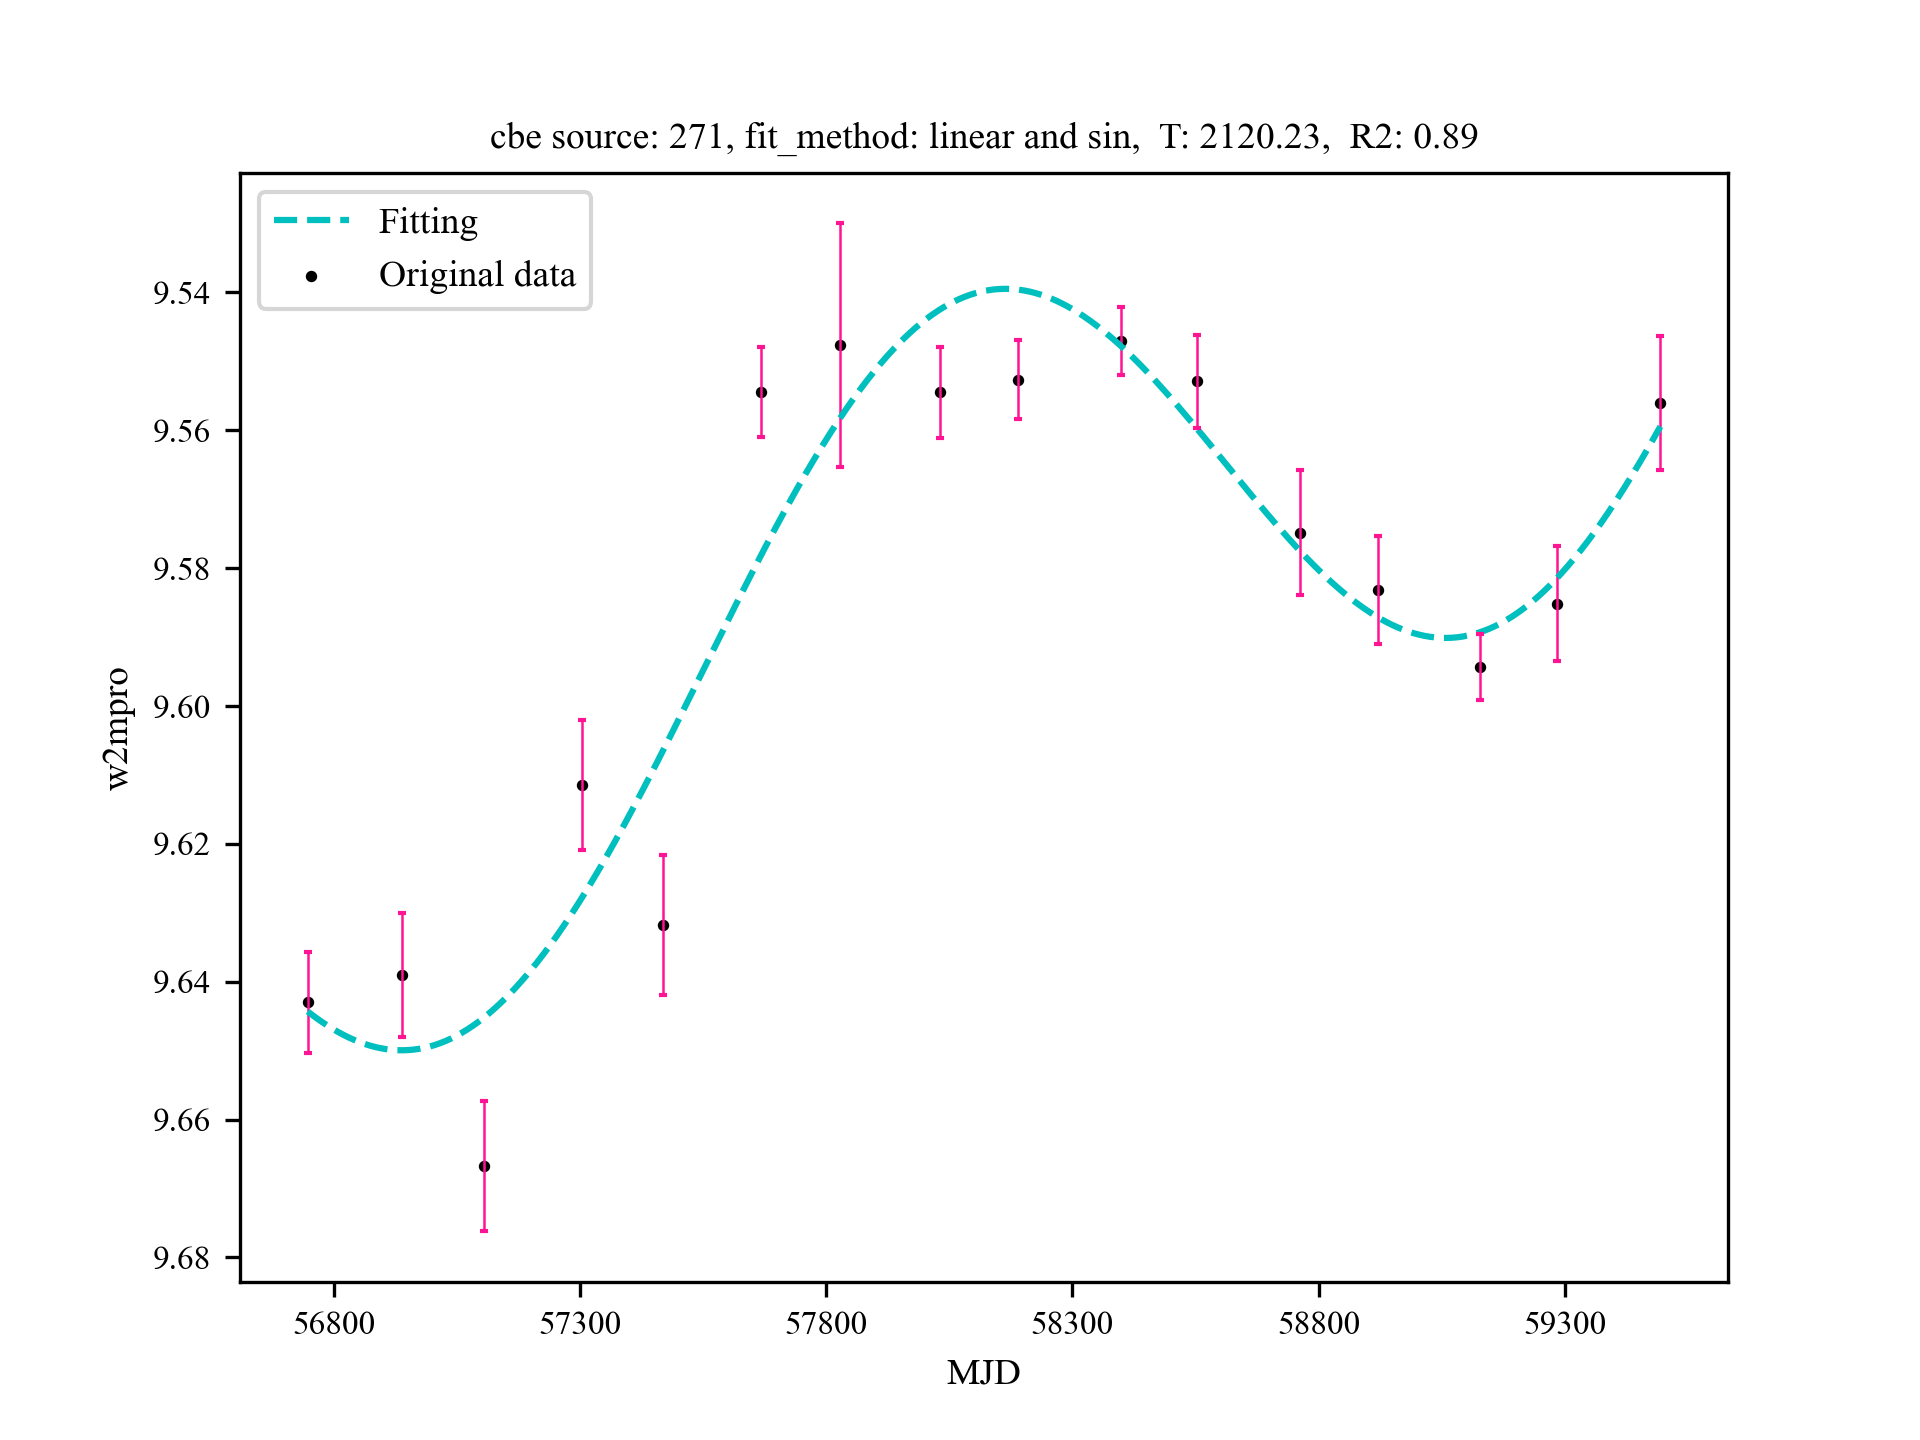 cbe source: 271, fit_method: linear and sin,  T: 2120.23,  R2: 0.89
Fitting
Original data
9.54
9.56
9.58
9.60
9.62
9.64
9.66
9.68
w2mpro
56800
57300
57800
58300
58800
59300
MJD